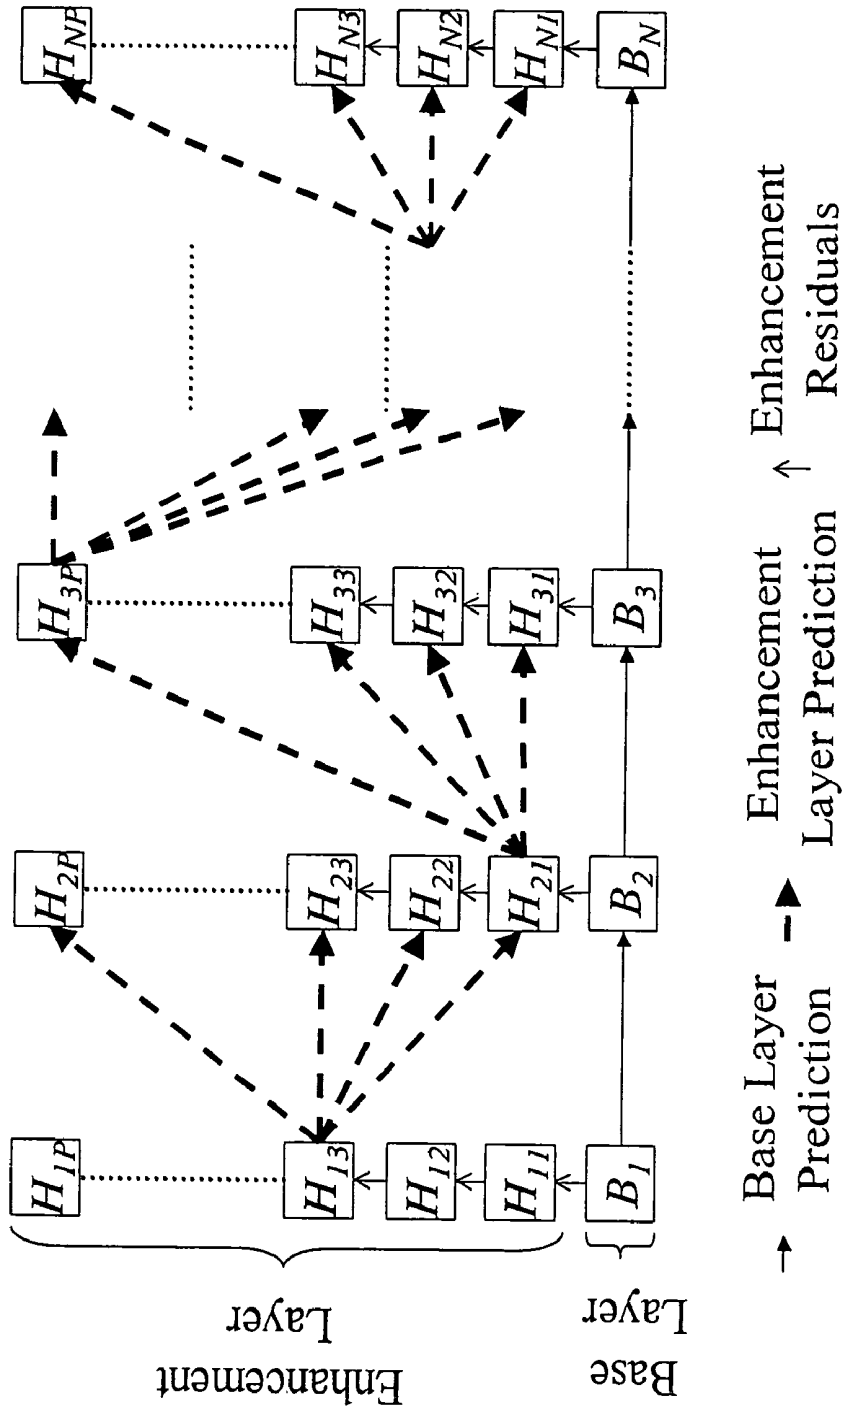 H1P H2P H3P HNP
H13 H23 H33 HN3
H12 H22 H32 HN2
H11 H21 H31 HN1
B1 B2 B3 BN
Enhancement
Layer
Base
Layer
Base Layer
Prediction
Enhancement
Layer Prediction
Enhancement
Residuals